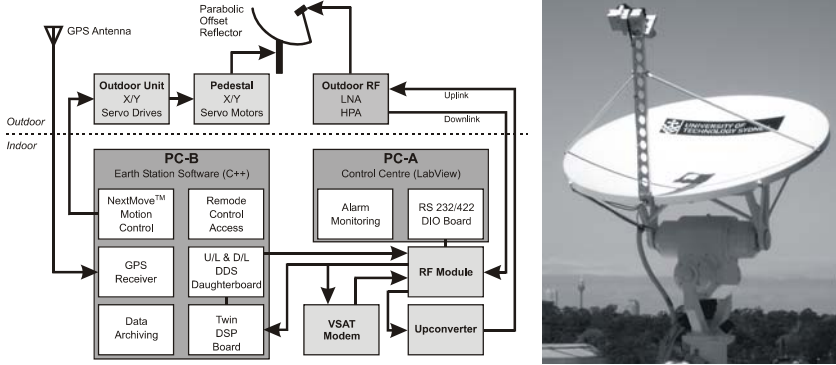 Parabolic
Offset
Reflector
GPS Antenna
Outdoor Unit
X/Y
Servo Drives
Pedestal
X/Y
Servo Motors
Outdoor RF
LNA
HPA
Uplink
Downlink
Outdoor
Indoor
PC-B
Earth Station Software (C++)
NextMove™
Motion
Control
Remode
Control
Access
GPS
Receiver
U/L & D/L
DDS
Daughterboard
Data
Archiving
Twin
DSP
Board
PC-A
Control Centre (LabView)
Alarm
Monitoring
RS 232/422
DIO Board
RF Module
VSAT
Modem
Upconverter
UNIVERSITY OF
TECHNOLOGY SYDNEY